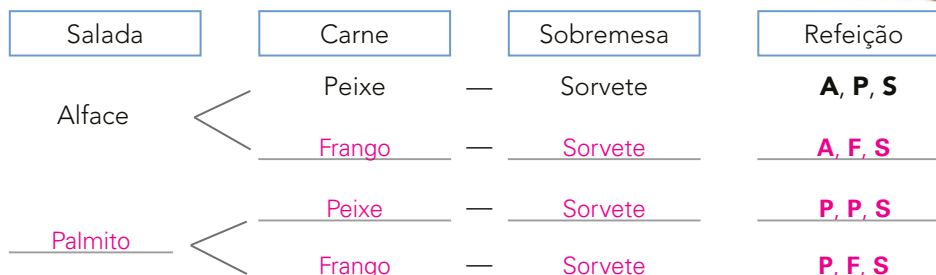 Salada Carne Sobremesa Refeição
Peixe — Sorvete A, P, S
Alface
Frango — Sorvete A, F, S
Peixe — Sorvete P, P, S
Palmito
Frango — Sorvete P, F, S